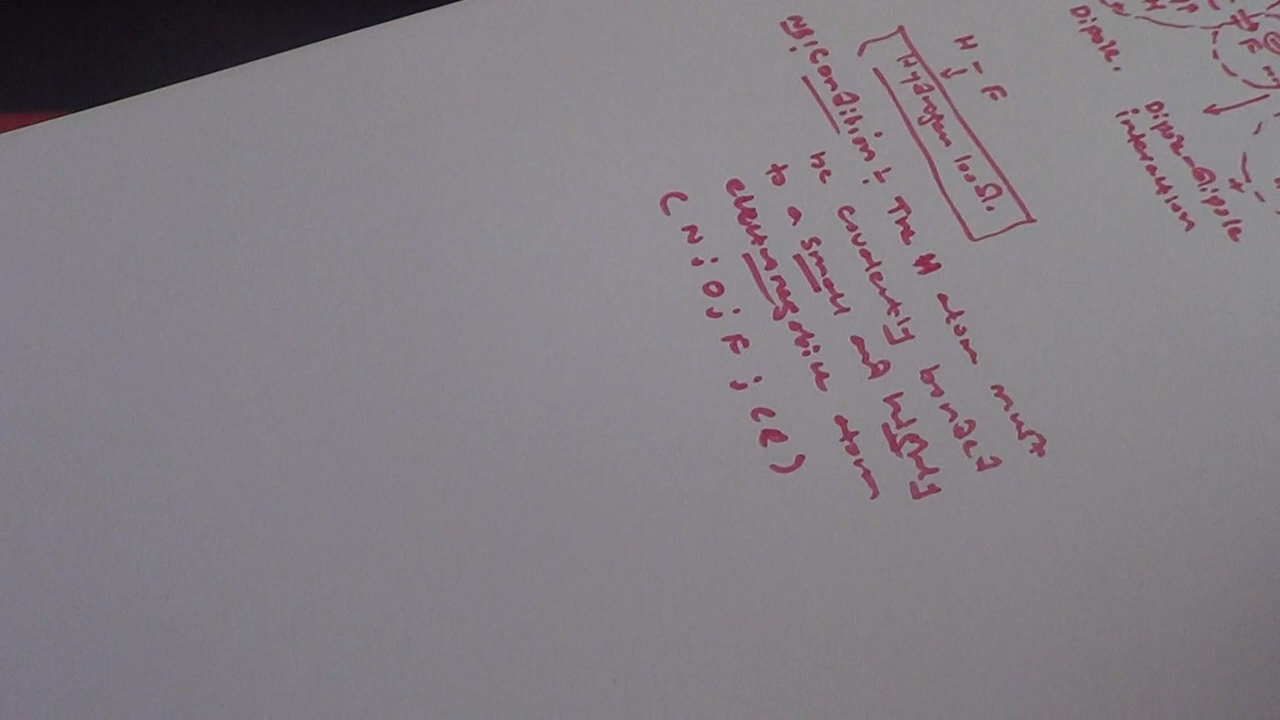 Dipole.
Dipole-dipole
interaction
H - F
Hydrogen bond.
condition :- The H atom must
be covalently bonded
to a small and highly
electronegative atom
( N ; O ; F ; Cl )